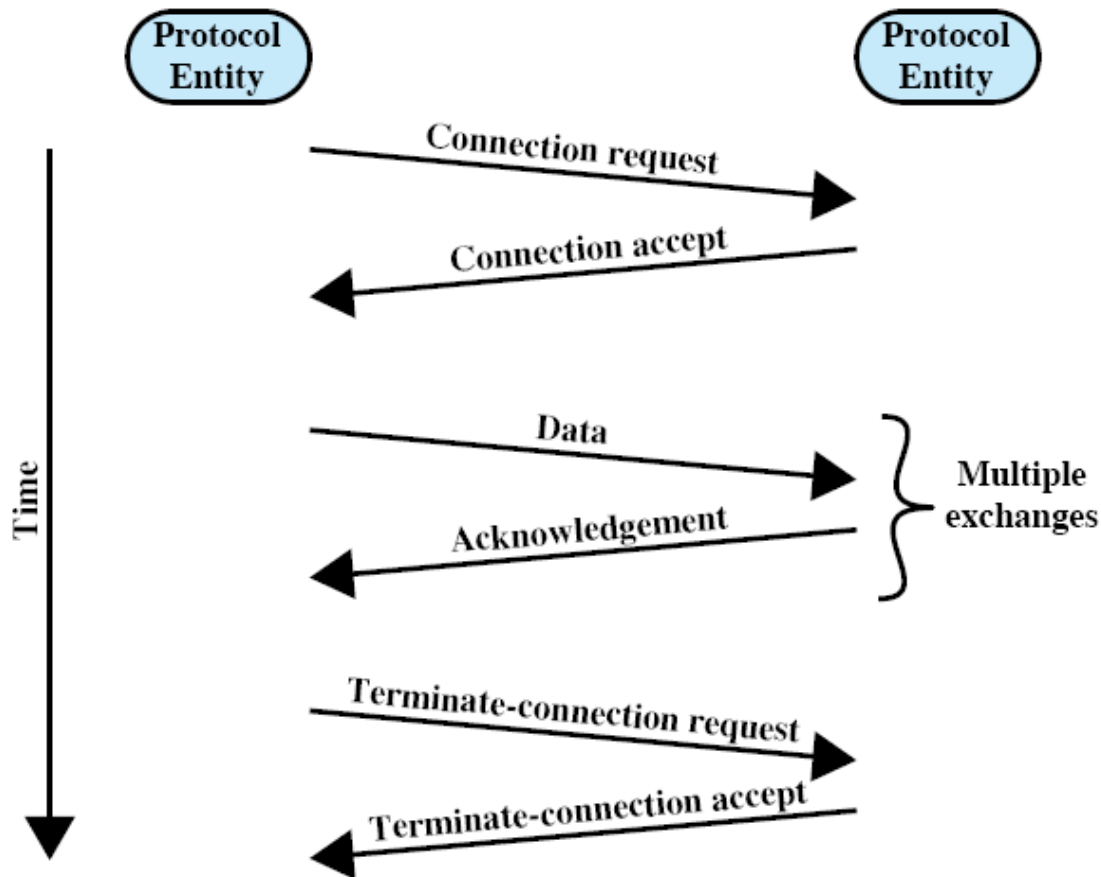 Protocol
Entity
Protocol
Entity
Connection request
Connection accept
Data
Acknowledgement
Multiple
exchanges
Time
Terminate-connection request
Terminate-connection accept